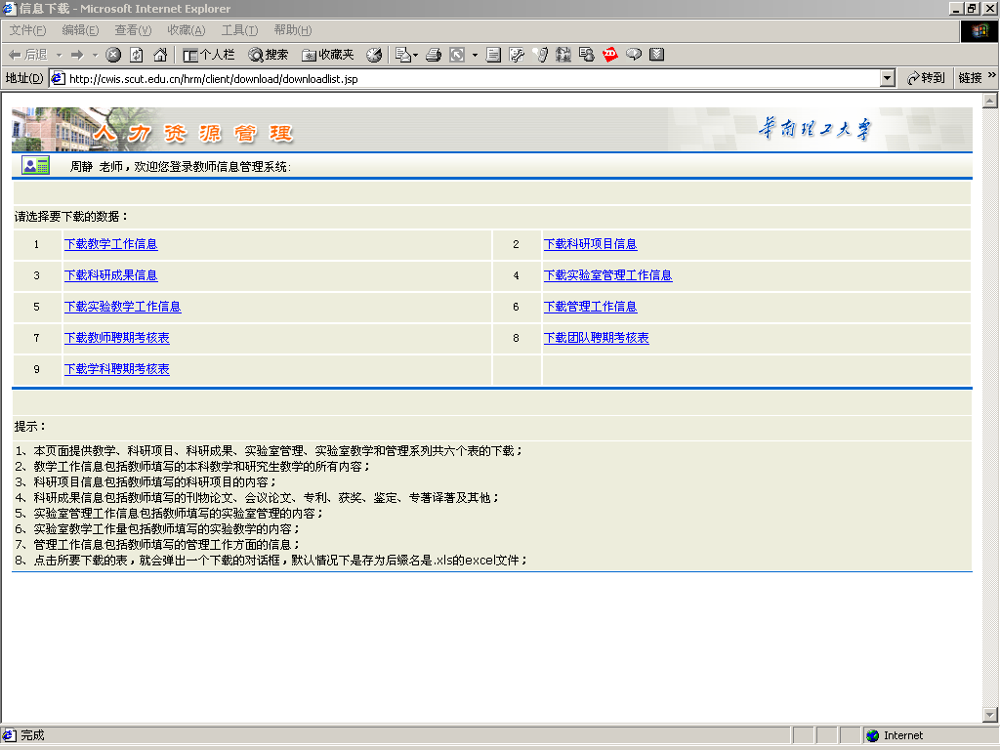 信息下载 - Microsoft Internet Explorer
文件(F) 编辑(E) 查看(V) 收藏(A) 工具(T) 帮助(H)
后退 个人栏 搜索 收藏夹
地址(D) http://cwis.scut.edu.cn/hrm/client/download/downloadlist.jsp 转到 链接 »
人力资源管理 华南理工大学
周静 老师，欢迎您登录教师信息管理系统:
请选择要下载的数据：
1 下载教学工作信息 2 下载科研项目信息
3 下载科研成果信息 4 下载实验室管理工作信息
5 下载实验教学工作信息 6 下载管理工作信息
7 下载教师聘期考核表 8 下载团队聘期考核表
9 下载学科聘期考核表
提示：
1、本页面提供教学、科研项目、科研成果、实验室管理、实验室教学和管理系列共六个表的下载；
2、教学工作信息包括教师填写的本科教学和研究生教学的所有内容；
3、科研项目信息包括教师填写的科研项目的内容；
4、科研成果信息包括教师填写的刊物论文、会议论文、专利、获奖、鉴定、专著译著及其他；
5、实验室管理工作信息包括教师填写的实验室管理的内容；
6、实验室教学工作量包括教师填写的实验教学的内容；
7、管理工作信息包括教师填写的管理工作方面的信息；
8、点击所要下载的表，就会弹出一个下载的对话框，默认情况下是存为后缀名是.xls的excel文件；
完成 Internet